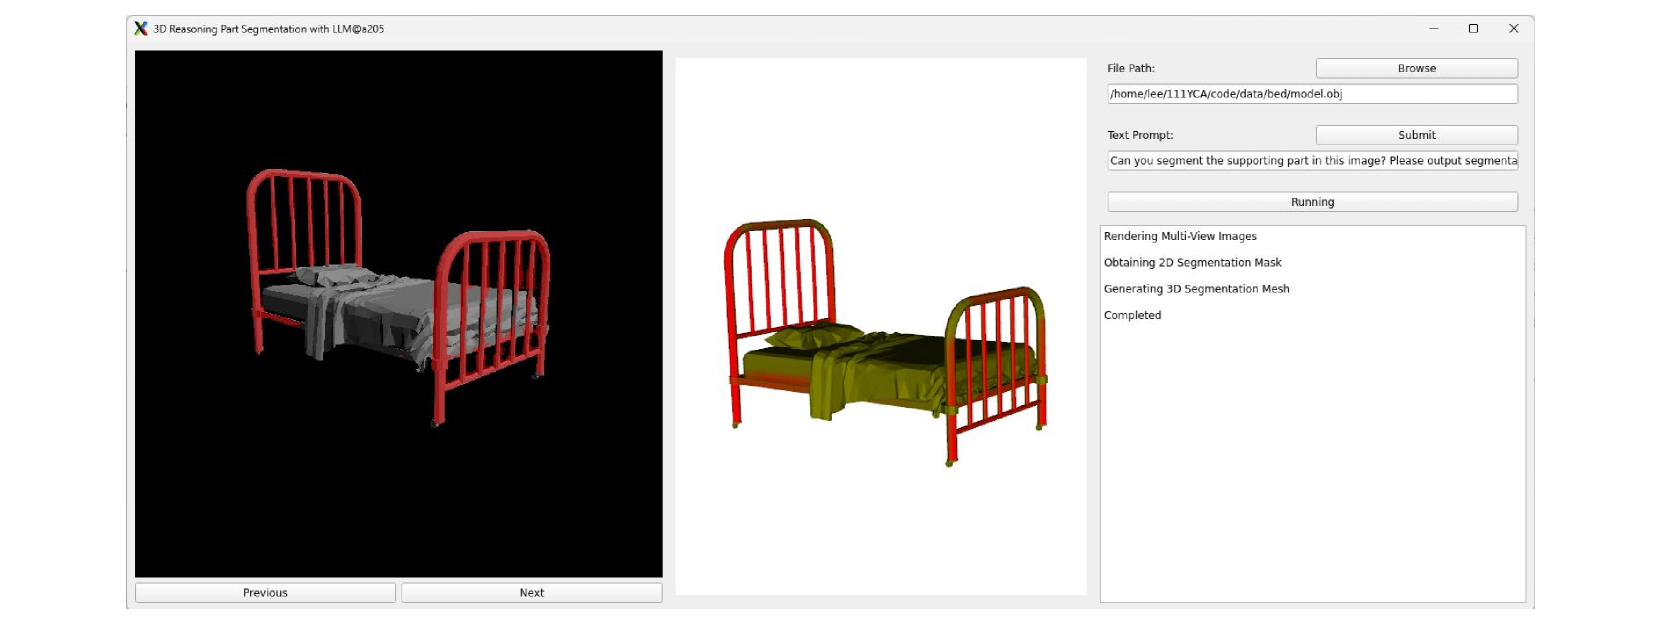 3D Reasoning Part Segmentation with LLM@a205
File Path:
Browse
/home/lee/111YCA/code/data/bed/model.obj
Text Prompt:
Submit
Can you segment the supporting part in this image? Please output segmenta
Running
Rendering Multi-View Images
Obtaining 2D Segmentation Mask
Generating 3D Segmentation Mesh
Completed
Previous
Next